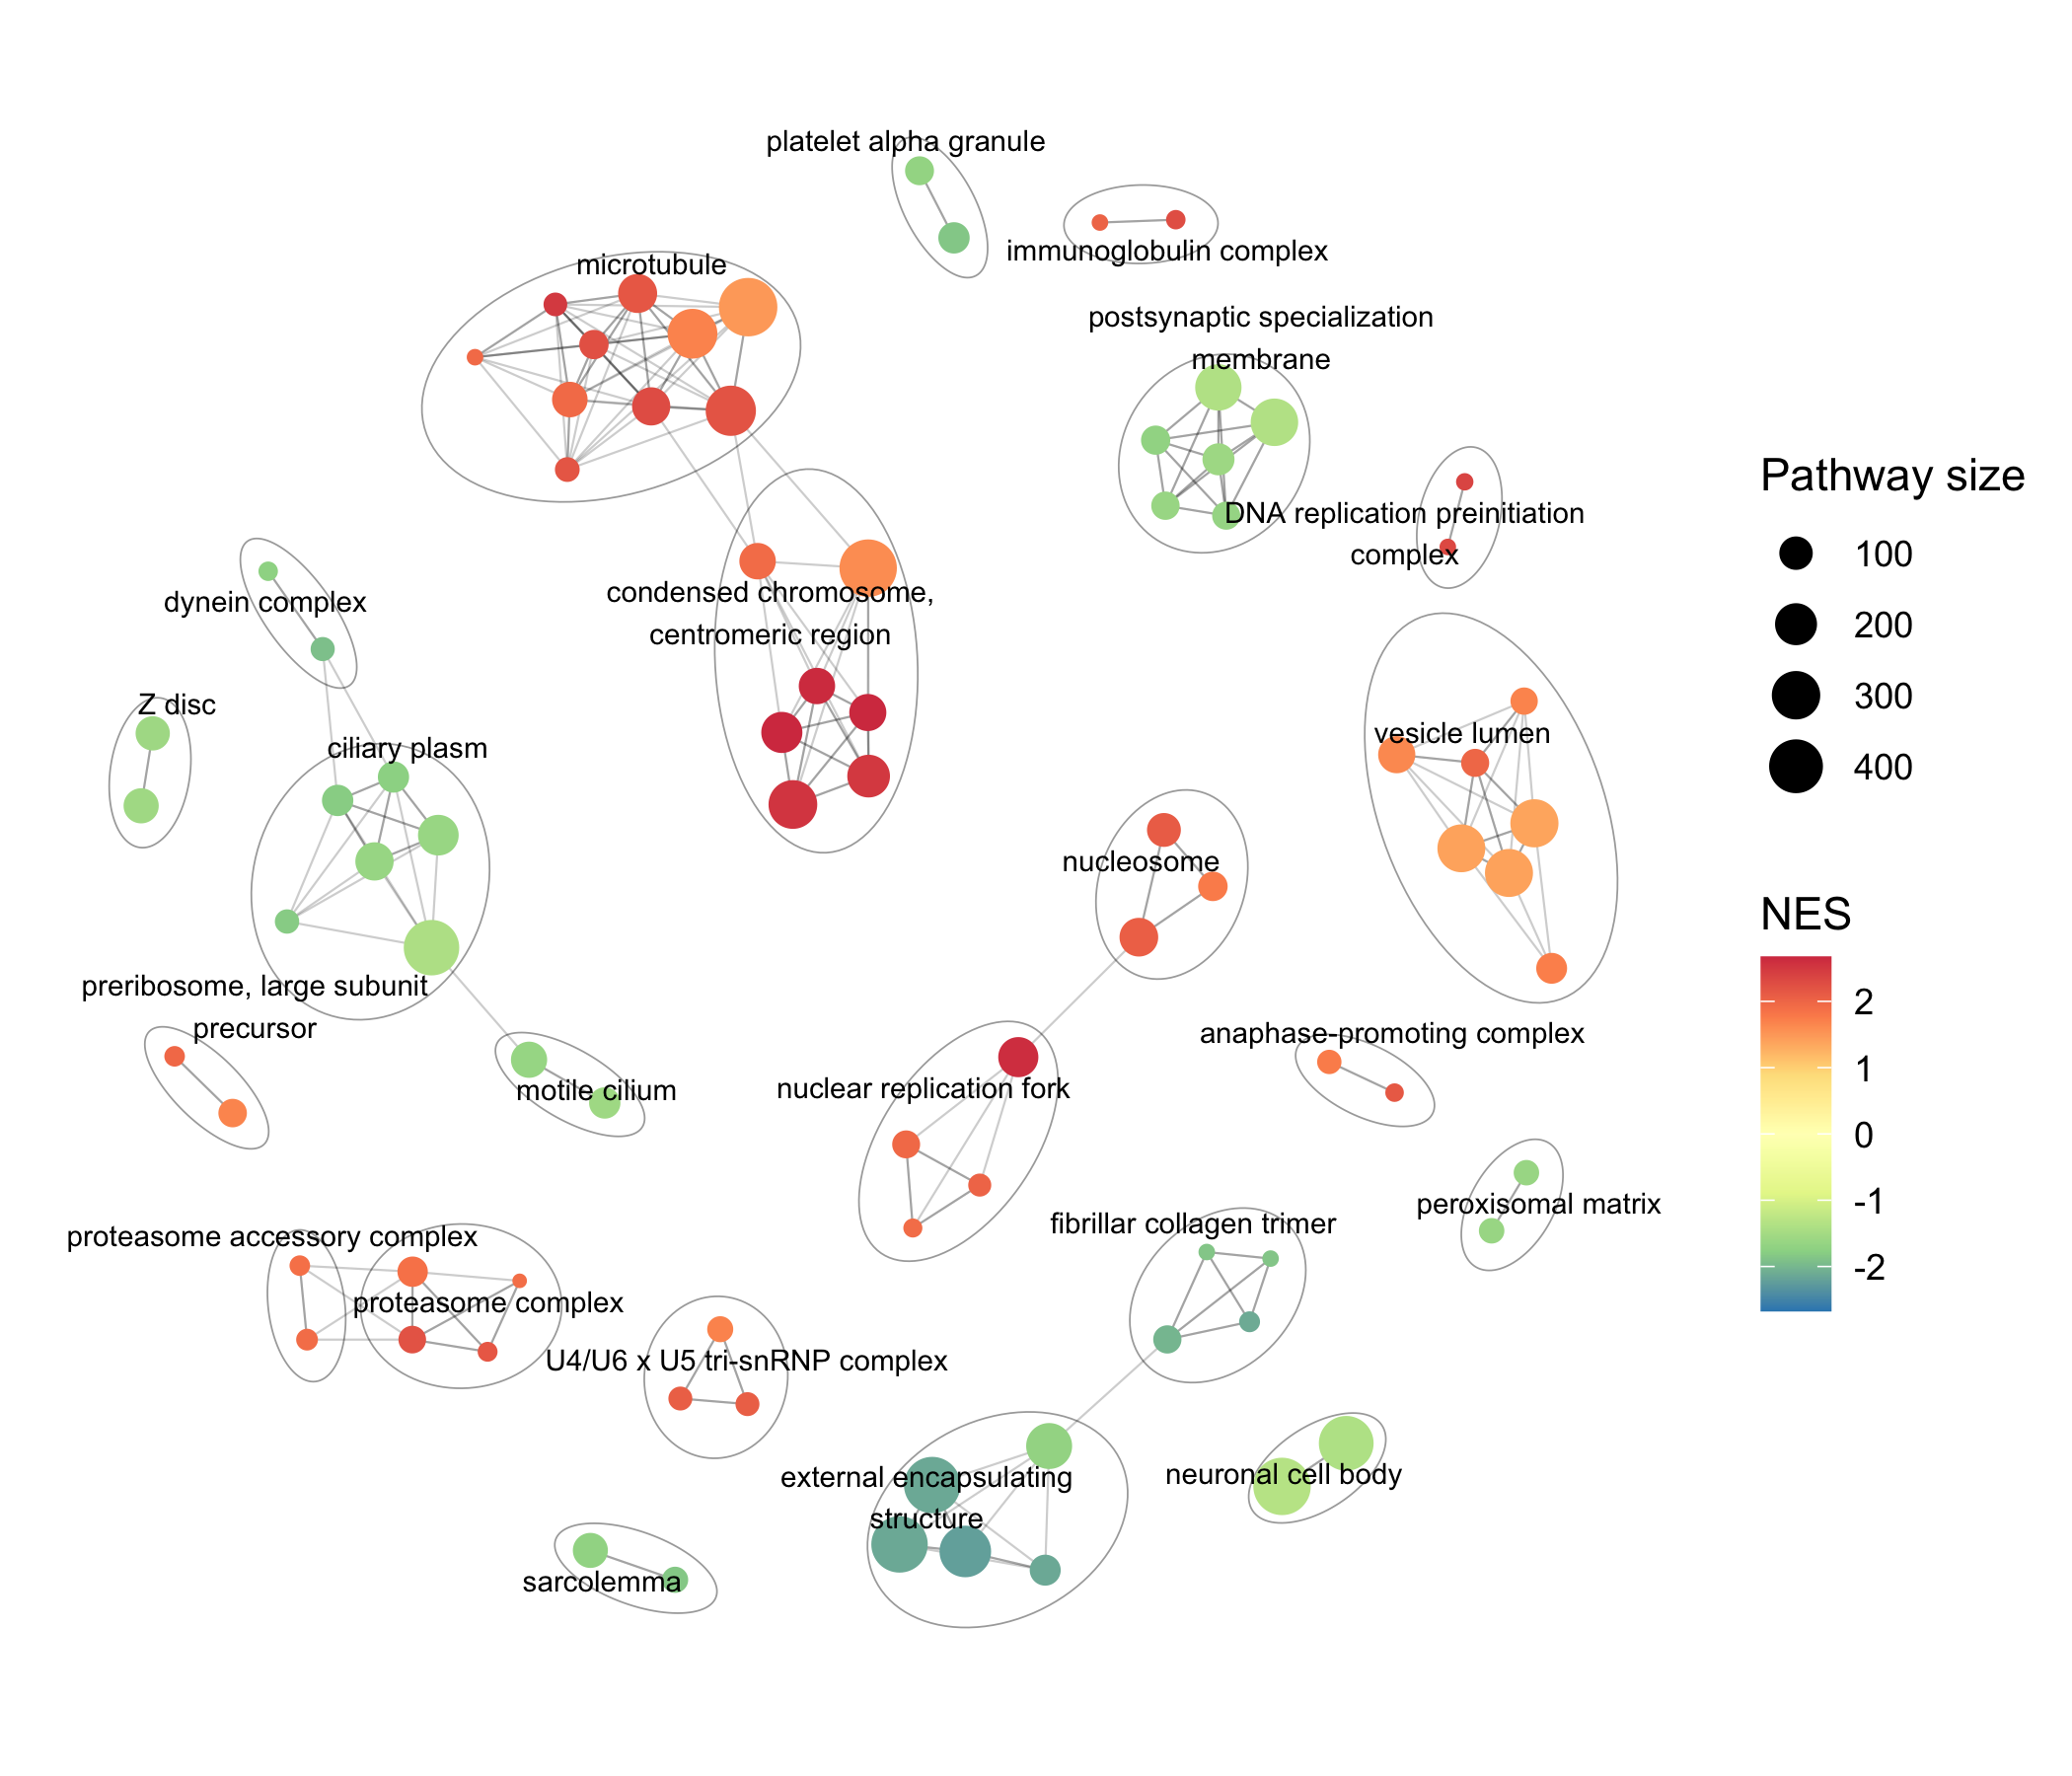 platelet alpha granule
immunoglobulin complex
microtubule
postsynaptic specialization
membrane
DNA replication preinitiation
complex
condensed chromosome,
centromeric region
dynein complex
Z disc
ciliary plasm
vesicle lumen
nucleosome
preribosome, large subunit
precursor
motile cilium
nuclear replication fork
anaphase-promoting complex
peroxisomal matrix
fibrillar collagen trimer
proteasome accessory complex
proteasome complex
U4/U6 x U5 tri-snRNP complex
external encapsulating
structure
neuronal cell body
sarcolemma
Pathway size
100
200
300
400
NES
2
1
0
-1
-2